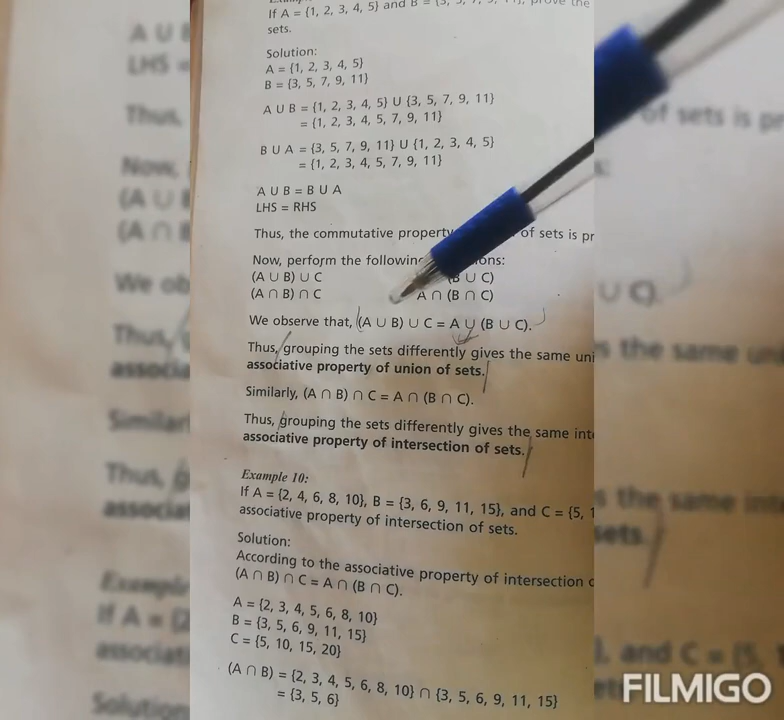 If A = {1, 2, 3, 4, 5} and B = {3, 5, 7, 9, 11}, prove the
sets.
Solution:
A = {1, 2, 3, 4, 5}
B = {3, 5, 7, 9, 11}
A U B = {1, 2, 3, 4, 5} U {3, 5, 7, 9, 11}
= {1, 2, 3, 4, 5, 7, 9, 11}
B U A = {3, 5, 7, 9, 11} U {1, 2, 3, 4, 5}
= {1, 2, 3, 4, 5, 7, 9, 11}
A U B = B U A
LHS = RHS
Thus, the commutative property of sets is pr
Now, perform the following ons:
(A U B) U C (B U C)
(A ∩ B) ∩ C A ∩ (B ∩ C)
We observe that, (A U B) U C = A U (B U C).
Thus, grouping the sets differently gives the same uni
associative property of union of sets.
Similarly, (A ∩ B) ∩ C = A ∩ (B ∩ C).
Thus, grouping the sets differently gives the same inte
associative property of intersection of sets.
Example 10:
If A = {2, 4, 6, 8, 10}, B = {3, 6, 9, 11, 15}, and C = {5, 1
associative property of intersection of sets.
Solution:
According to the associative property of intersection o
(A ∩ B) ∩ C = A ∩ (B ∩ C).
A = {2, 3, 4, 5, 6, 8, 10}
B = {3, 5, 6, 9, 11, 15}
C = {5, 10, 15, 20}
(A ∩ B) = {2, 3, 4, 5, 6, 8, 10} ∩ {3, 5, 6, 9, 11, 15}
= {3, 5, 6}
FILMIGO